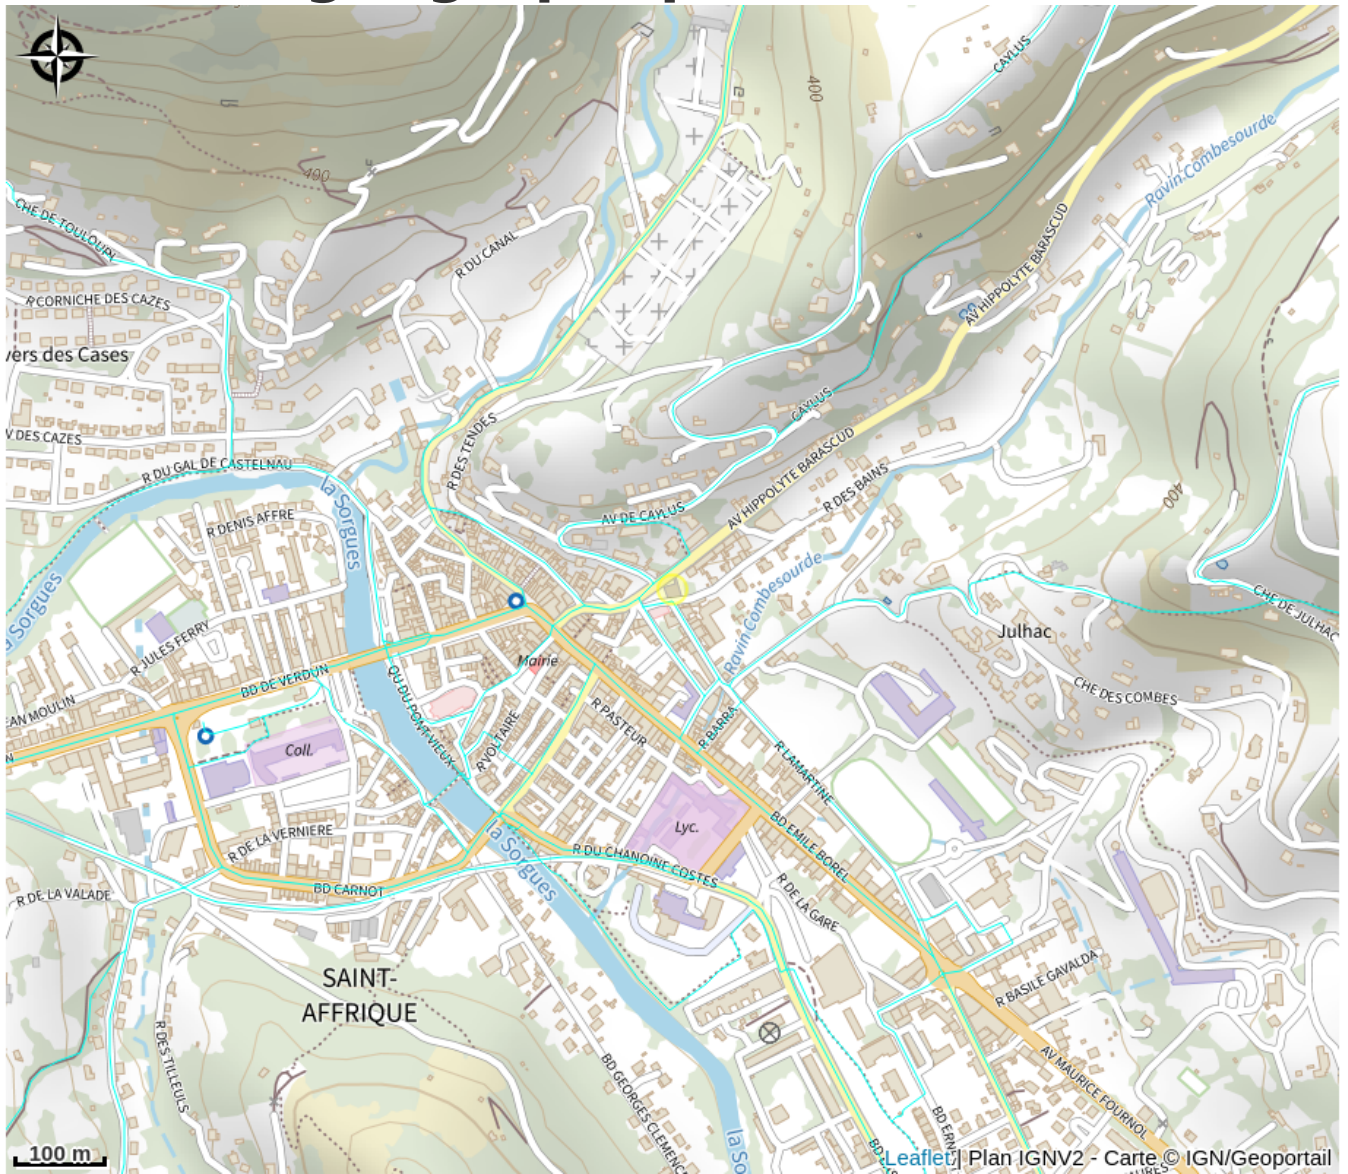 400
CAYLUS
Ravin Combesourde
400
CHE DE TOULOUPY
R DU CANAL
AV HIPPOLYTE BARASCUD
R CORNICHE DES CAZES
vers des Cases
CAYLUS
V DES CAZES
R DES TENDES
AV HIPPOLYTE BARASCUD
R DU GAL DE CASTELNAU
R DES BAINS
400
la Sorgues
R DENIS AFFRE
AV DE CAYLUS
la Sorgues
Ravin Combesourde
CHE DE JULHAC
R JULES FERRY
Julhac
Mairie
BD DE VERDUN
QU DU PONT VIEUX
CHE DES COMBES
EAN MOULIN
R PASTEUR
R VOLTAIRE
R BARRA
Coll.
R LAMARTINE
Lyc.
BD EMILE BOREL
R DE LA VERNIERE
la Sorgues
R DU CHANOINE COSTES
BD CARNOT
R DE LA GARE
R DE LA VALADE
SAINT-
AFFRIQUE
R BASILE GAVALDA
R DES TILLEULS
BD GEORGES CLEMENC
AV MAURICE FOURNOL
BD ERN
la So
100 m
Leaflet | Plan IGNV2 - Carte © IGN/Geoportail